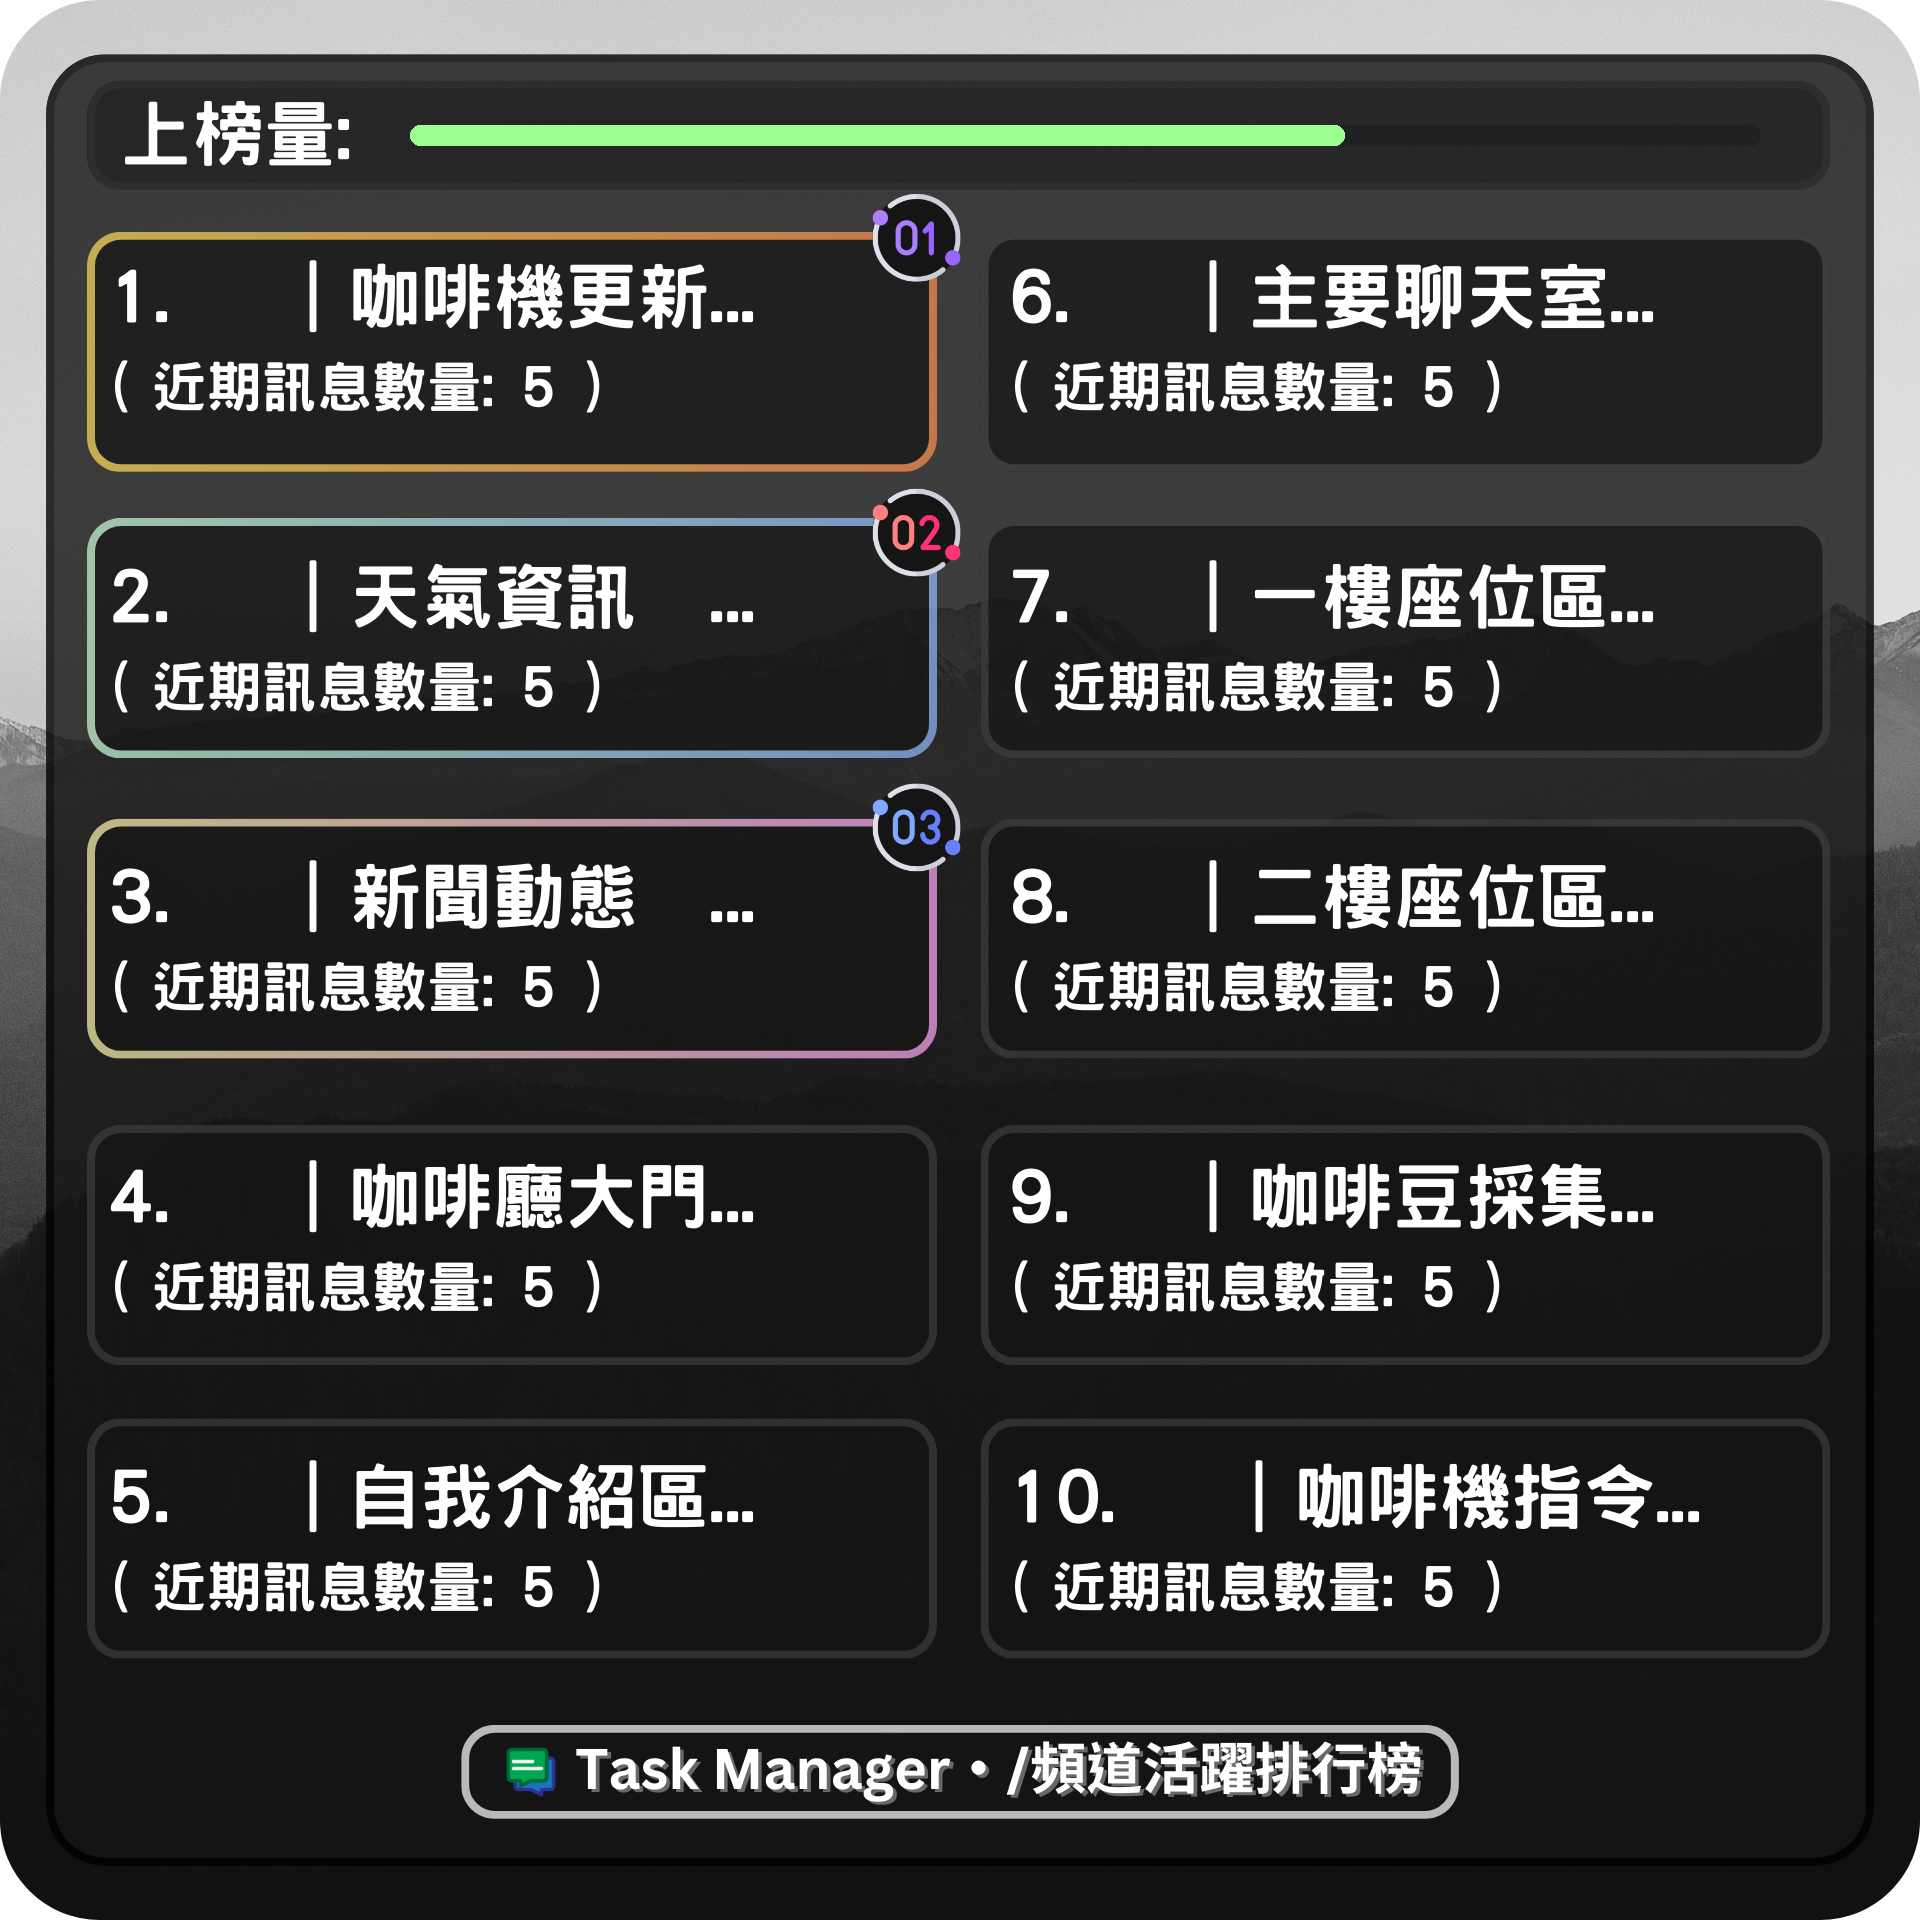 上榜量:
01
1. | 咖啡機更新...
( 近期訊息數量: 5 )
02
2. | 天氣資訊 ...
( 近期訊息數量: 5 )
03
3. | 新聞動態 ...
( 近期訊息數量: 5 )
4. | 咖啡廳大門...
( 近期訊息數量: 5 )
5. | 自我介紹區...
( 近期訊息數量: 5 )
6. | 主要聊天室...
( 近期訊息數量: 5 )
7. | 一樓座位區...
( 近期訊息數量: 5 )
8. | 二樓座位區...
( 近期訊息數量: 5 )
9. | 咖啡豆採集...
( 近期訊息數量: 5 )
10. | 咖啡機指令...
( 近期訊息數量: 5 )
Task Manager • /頻道活躍排行榜